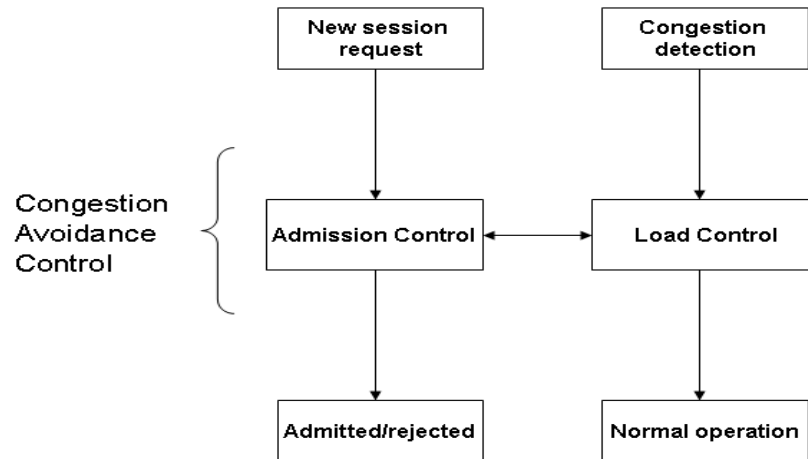 New session
request
Congestion
detection
Congestion
Avoidance
Control
Admission Control
Load Control
Admitted/rejected
Normal operation